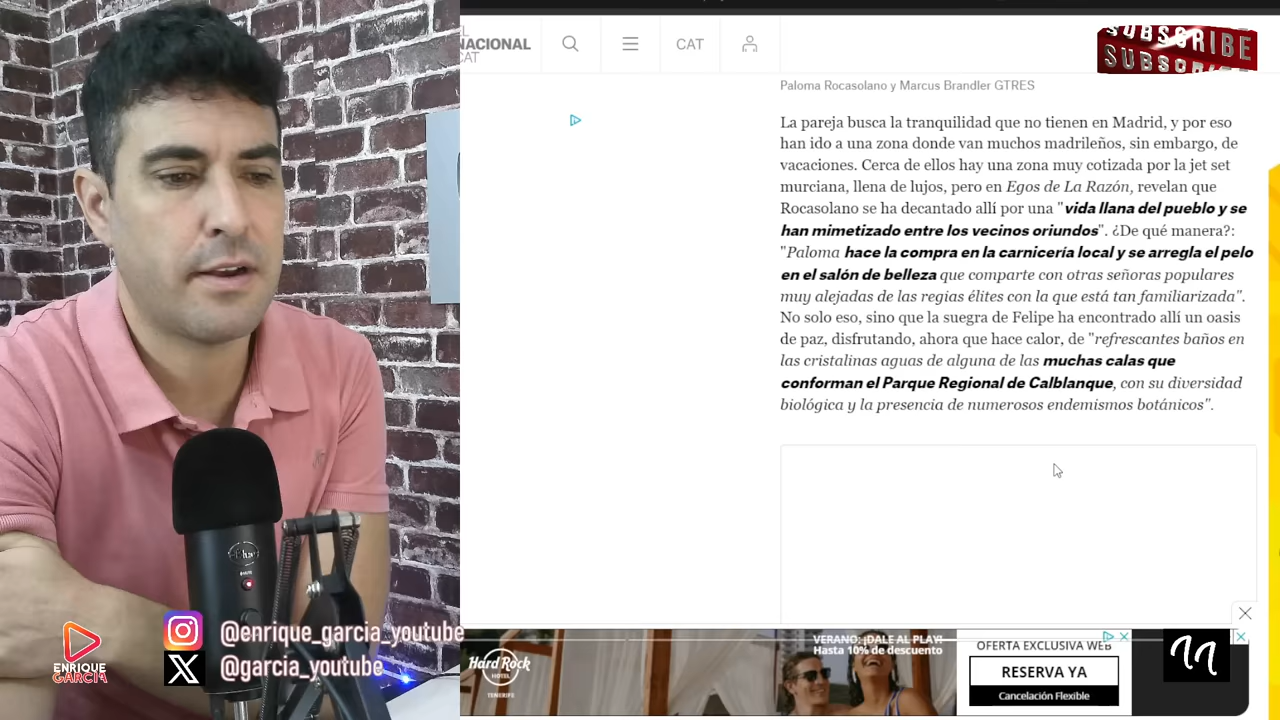 NACIONAL
CAT
SUBSCRIBE
SUBSCRIBE
Paloma Rocasolano y Marcus Brandler GTRES
La pareja busca la tranquilidad que no tienen en Madrid, y por eso
han ido a una zona donde van muchos madrileños, sin embargo, de
vacaciones. Cerca de ellos hay una zona muy cotizada por la jet set
murciana, llena de lujos, pero en Egos de La Razón, revelan que
Rocasolano se ha decantado allí por una "vida llana del pueblo y se
han mimetizado entre los vecinos oriundos". ¿De qué manera?:
"Paloma hace la compra en la carnicería local y se arregla el pelo
en el salón de belleza que comparte con otras señoras populares
muy alejadas de las regias élites con la que está tan familiarizada".
No solo eso, sino que la suegra de Felipe ha encontrado allí un oasis
de paz, disfrutando, ahora que hace calor, de "refrescantes baños en
las cristalinas aguas de alguna de las muchas calas que
conforman el Parque Regional de Calblanque, con su diversidad
biológica y la presencia de numerosos endemismos botánicos".
ENRIQUE
GARCIA
@enrique_garcia_youtube
@garcia_youtube
Hard Rock
HOTEL
TENERIFE
VERANO: ¡DALE AL PLAY!
Hasta 10% de descuento
OFERTA EXCLUSIVA WEB
RESERVA YA
Cancelación Flexible